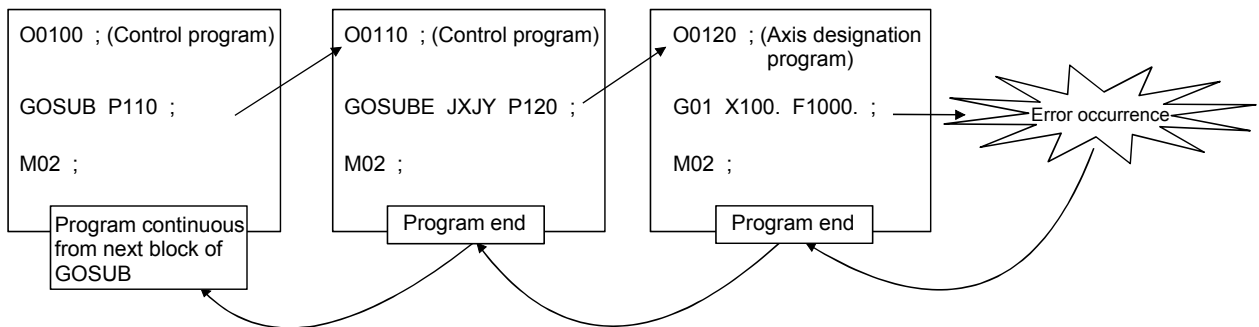 O0100 ; (Control program)
GOSUB P110 ;
M02 ;
Program continuous
from next block of
GOSUB
O0110 ; (Control program)
GOSUBE JXJY P120 ;
M02 ;
Program end
O0120 ; (Axis designation
program)
G01 X100. F1000. ;
M02 ;
Program end
Error occurrence